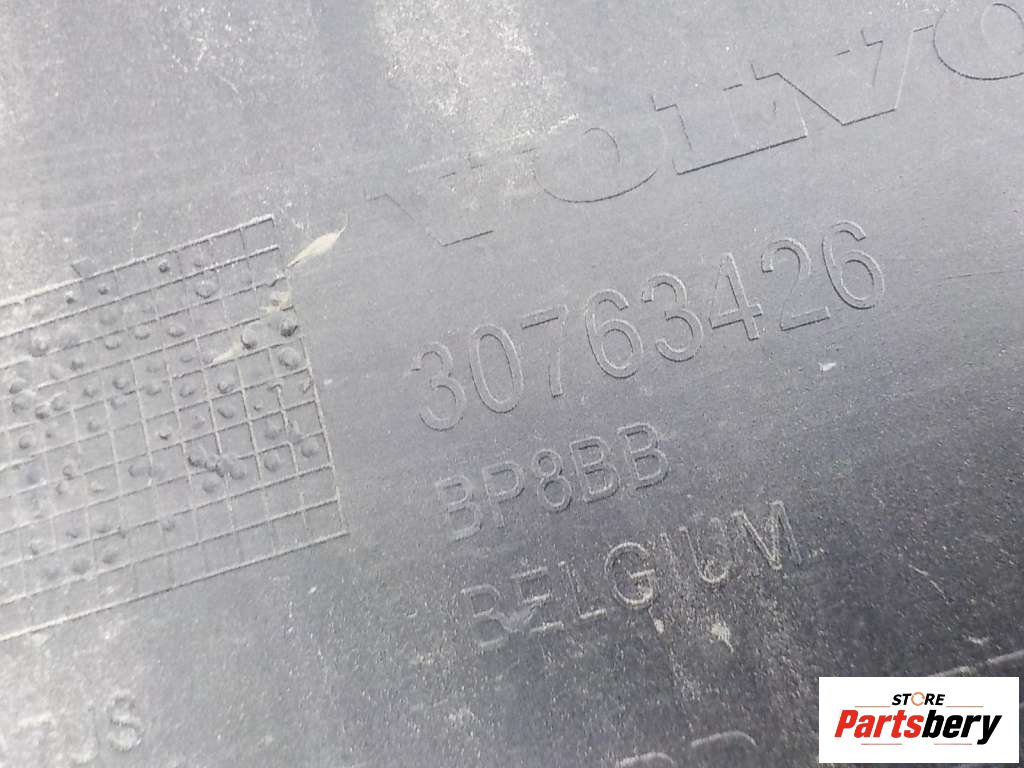 VOLVO
30763426
BP8BB
BELGIUM
STORE
Partsbery